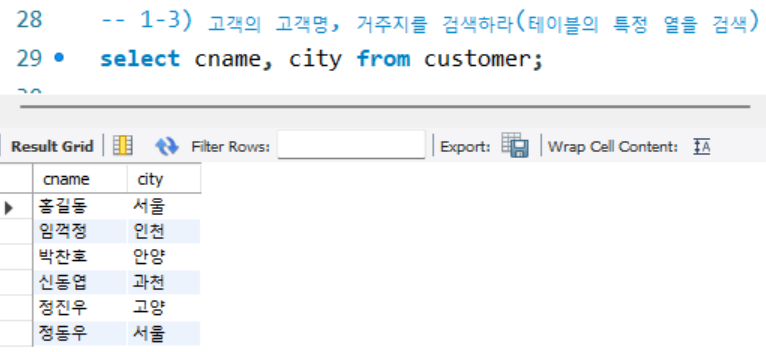 28 -- 1-3) 고객의 고객명, 거주지를 검색하라(테이블의 특정 열을 검색)
29 select cname, city from customer;
Result Grid Filter Rows: Export: Wrap Cell Content: IA
cname city
홍길동 서울
임꺽정 인천
박찬호 안양
신동엽 과천
정진우 고양
정동우 서울